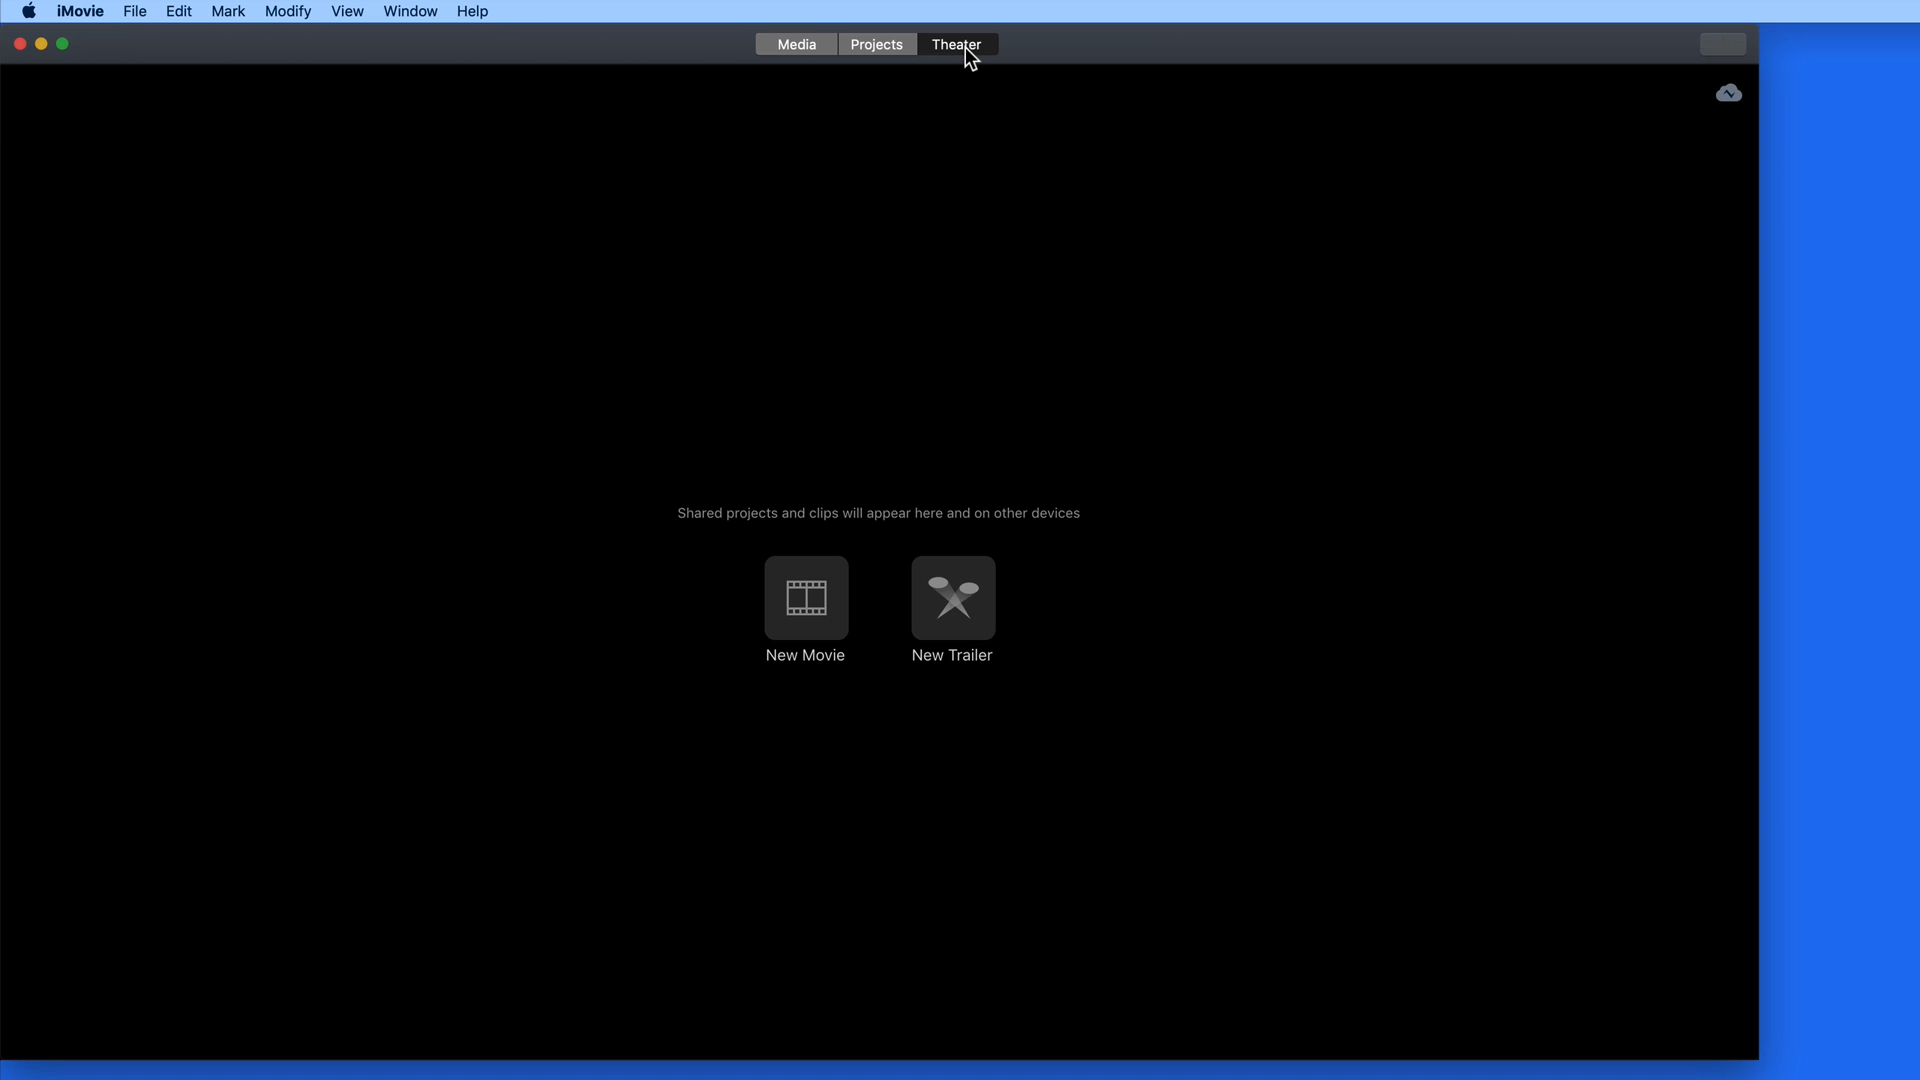 iMovie File Edit Mark Modify View Window Help
Media Projects Theater
Shared projects and clips will appear here and on other devices
New Movie New Trailer